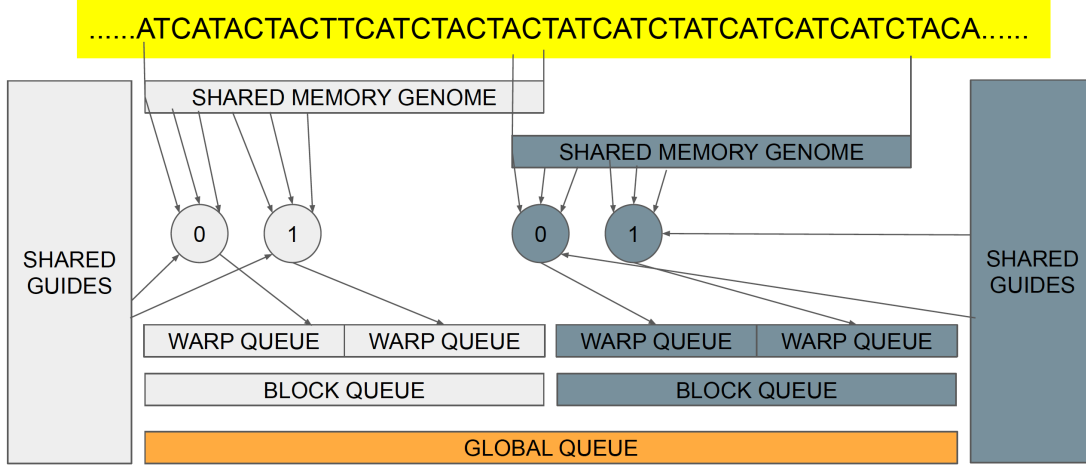 ......ATCATACTACTTCATCTACTACTATCATCTATCATCATCATCTACA......
SHARED MEMORY GENOME
SHARED MEMORY GENOME
0
1
0
1
SHARED
GUIDES
SHARED
GUIDES
WARP QUEUE
WARP QUEUE
WARP QUEUE
WARP QUEUE
BLOCK QUEUE
BLOCK QUEUE
GLOBAL QUEUE